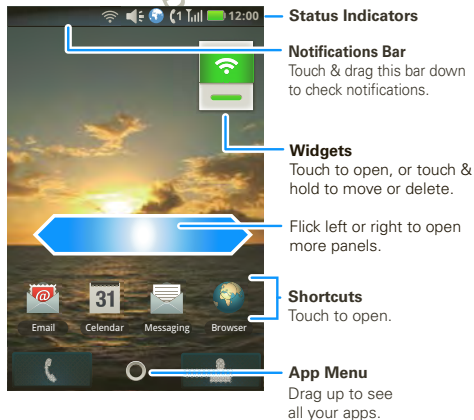 12:00
Status Indicators
Notifications Bar
Touch & drag this bar down
to check notifications.
Widgets
Touch to open, or touch &
hold to move or delete.
Flick left or right to open
more panels.
31
Email
Celendar
Messaging
Browser
Shortcuts
Touch to open.
App Menu
Drag up to see
all your apps.